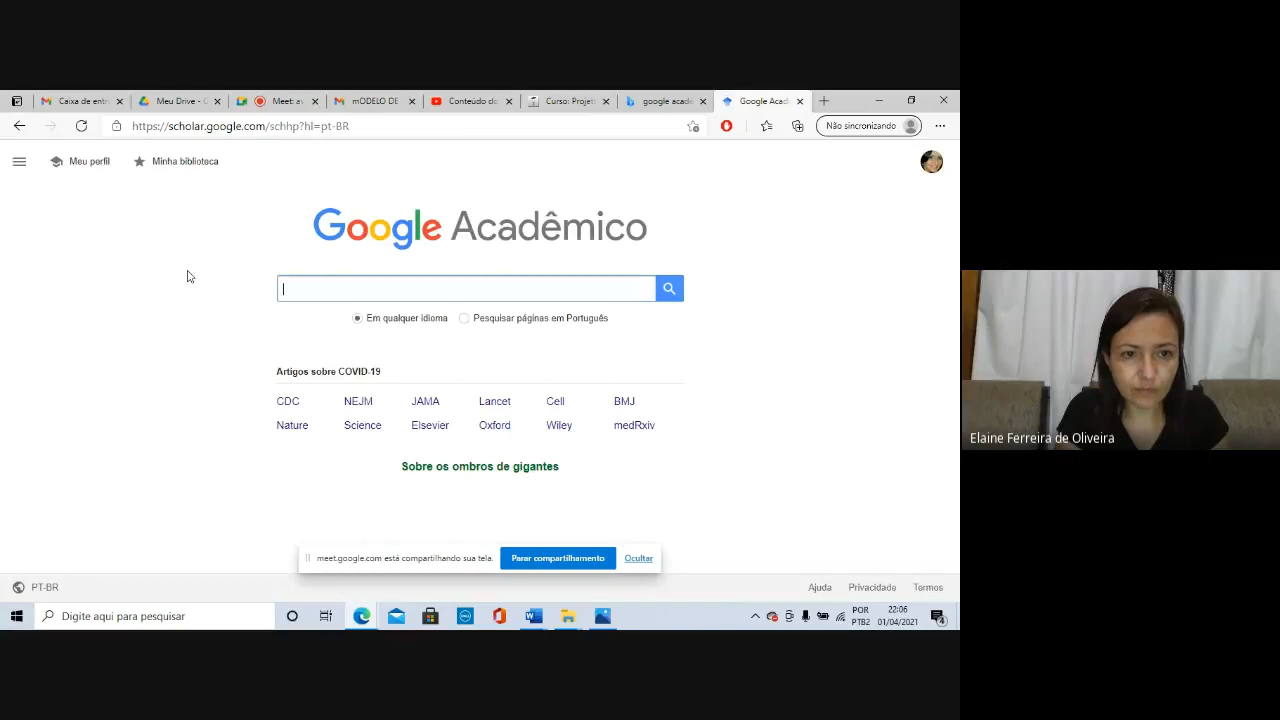 Caixa de entr
Meu Drive - G
Meet: av
mODELO DE
Conteúdo do
Curso: Projet
google acadê
Google Acad
https://scholar.google.com/schhp?hl=pt-BR
Não sincronizando
Meu perfil
Minha biblioteca
Google Acadêmico
Em qualquer idioma
Pesquisar páginas em Português
Artigos sobre COVID-19
CDC NEJM JAMA Lancet Cell BMJ
Nature Science Elsevier Oxford Wiley medRxiv
Sobre os ombros de gigantes
meet.google.com está compartilhando sua tela.
Parar compartilhamento
Ocultar
PT-BR
Ajuda Privacidade Termos
Digite aqui para pesquisar
POR
PTB2
22:06
01/04/2021
4
Elaine Ferreira de Oliveira